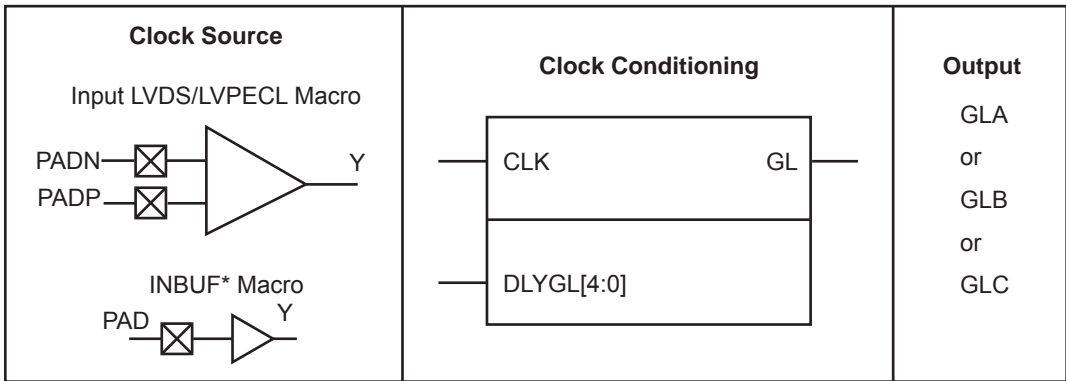 Clock Source
Input LVDS/LVPECL Macro
PADN
PADP
Y
INBUF* Macro
PAD
Y
Clock Conditioning
CLK
GL
DLYGL[4:0]
Output
GLA
or
GLB
or
GLC